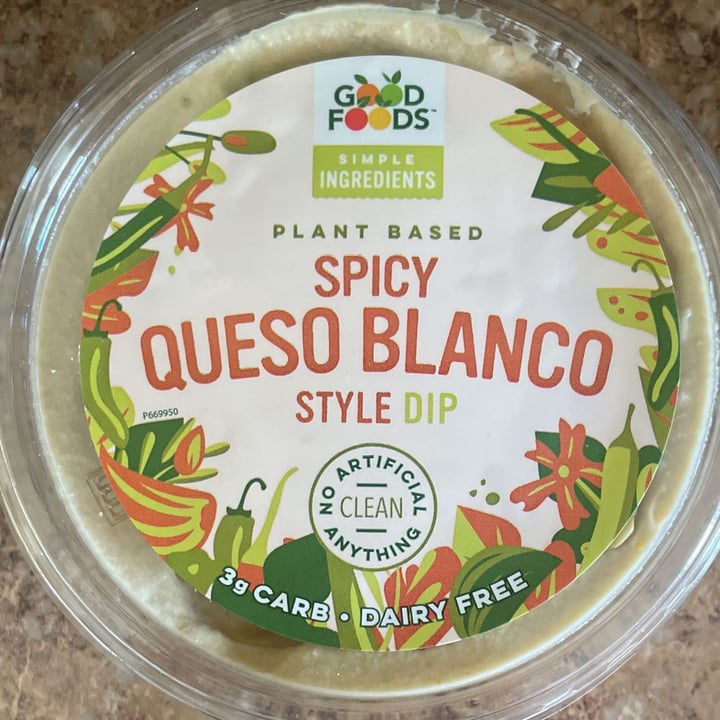 GOOD
FOODS™
SIMPLE
INGREDIENTS
PLANT BASED
SPICY
QUESO BLANCO
STYLE DIP
P669950
NO ARTIFICIAL
CLEAN
ANYTHING
3g CARB • DAIRY FREE